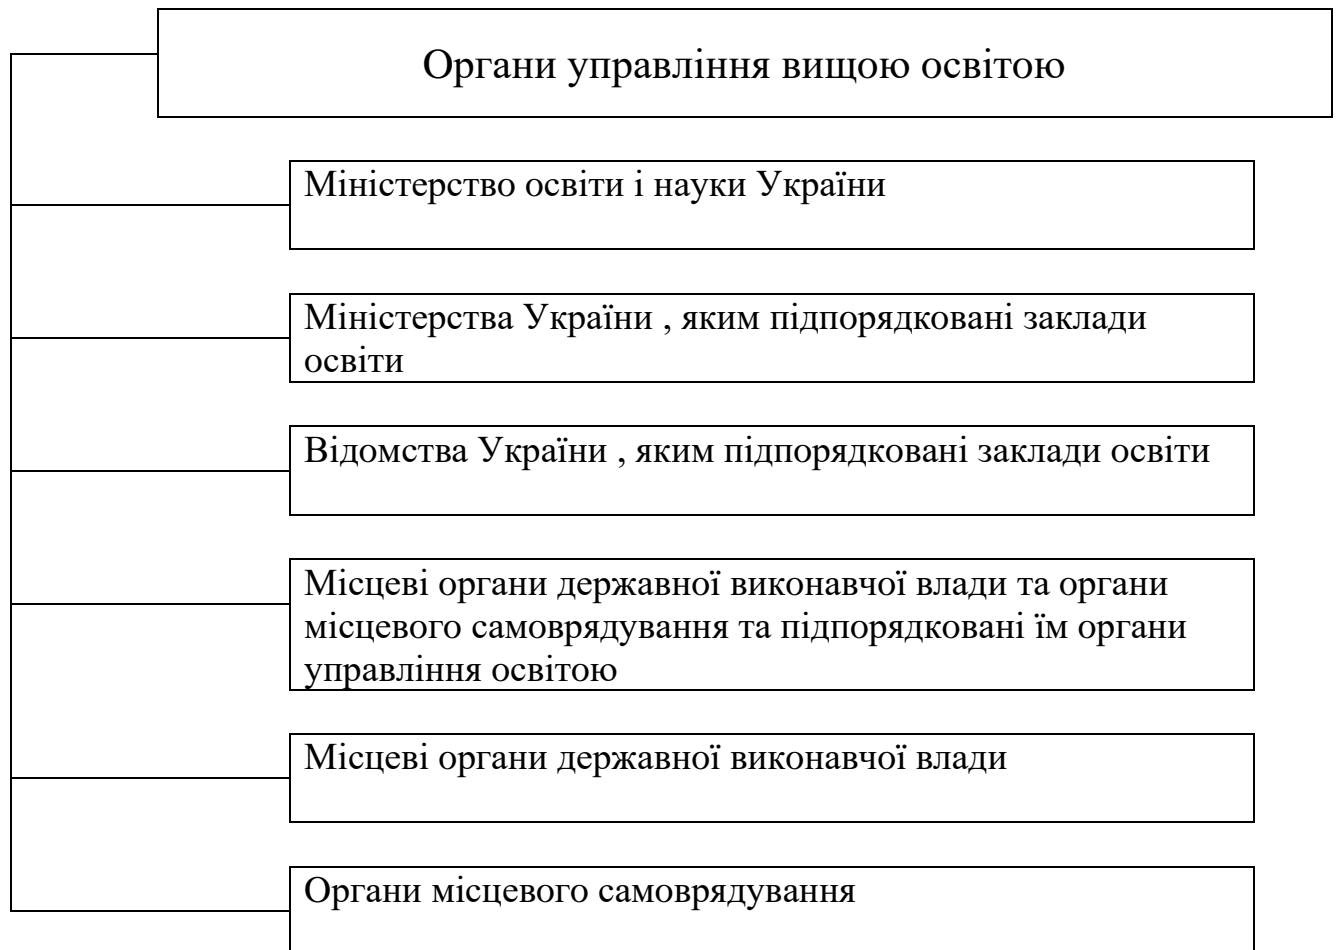 Органи управління вищою освітою
Міністерство освіти і науки України
Міністерства України , яким підпорядковані заклади
освіти
Відомства України , яким підпорядковані заклади освіти
Місцеві органи державної виконавчої влади та органи
місцевого самоврядування та підпорядковані їм органи
управління освітою
Місцеві органи державної виконавчої влади
Органи місцевого самоврядування